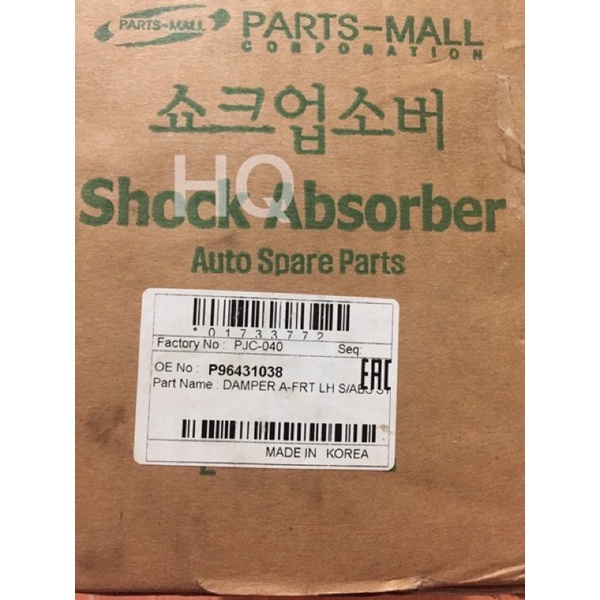 PARTS-MALL
PARTS-MALL
CORPORATION
쇼크업소버
HQ
Shock Absorber
Auto Spare Parts
*01733772
Factory No : PJC-040 Seq:
OE No : P96431038
EAC
Part Name : DAMPER A-FRT LH S/ABS ST
MADE IN KOREA